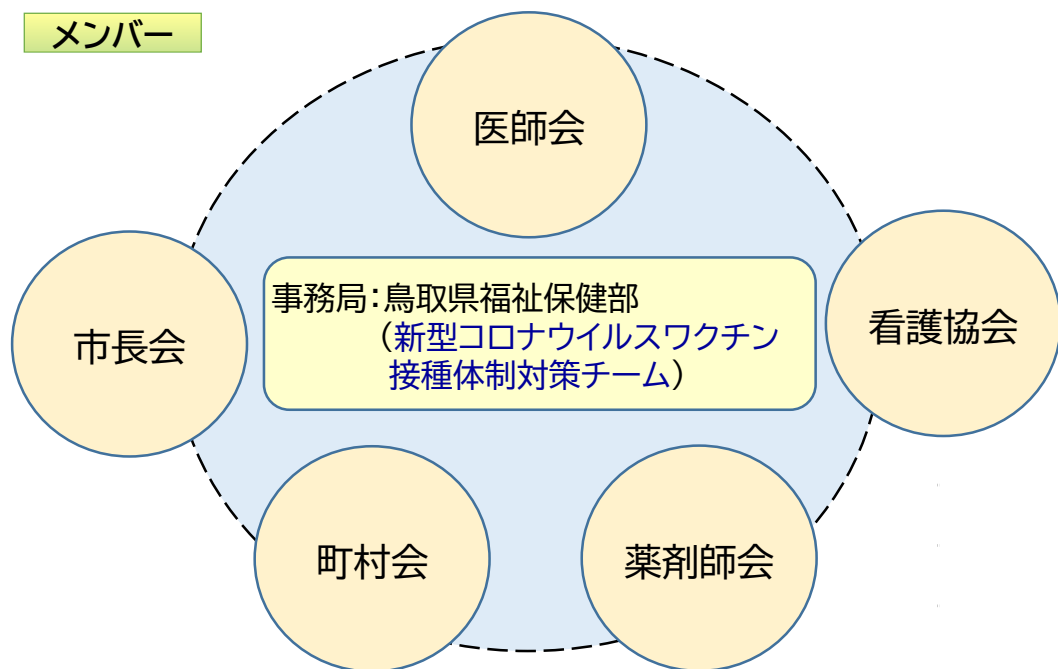 メンバー
医師会
事務局：鳥取県福祉保健部
（新型コロナウイルスワクチン
接種体制対策チーム）
市長会
看護協会
町村会
薬剤師会